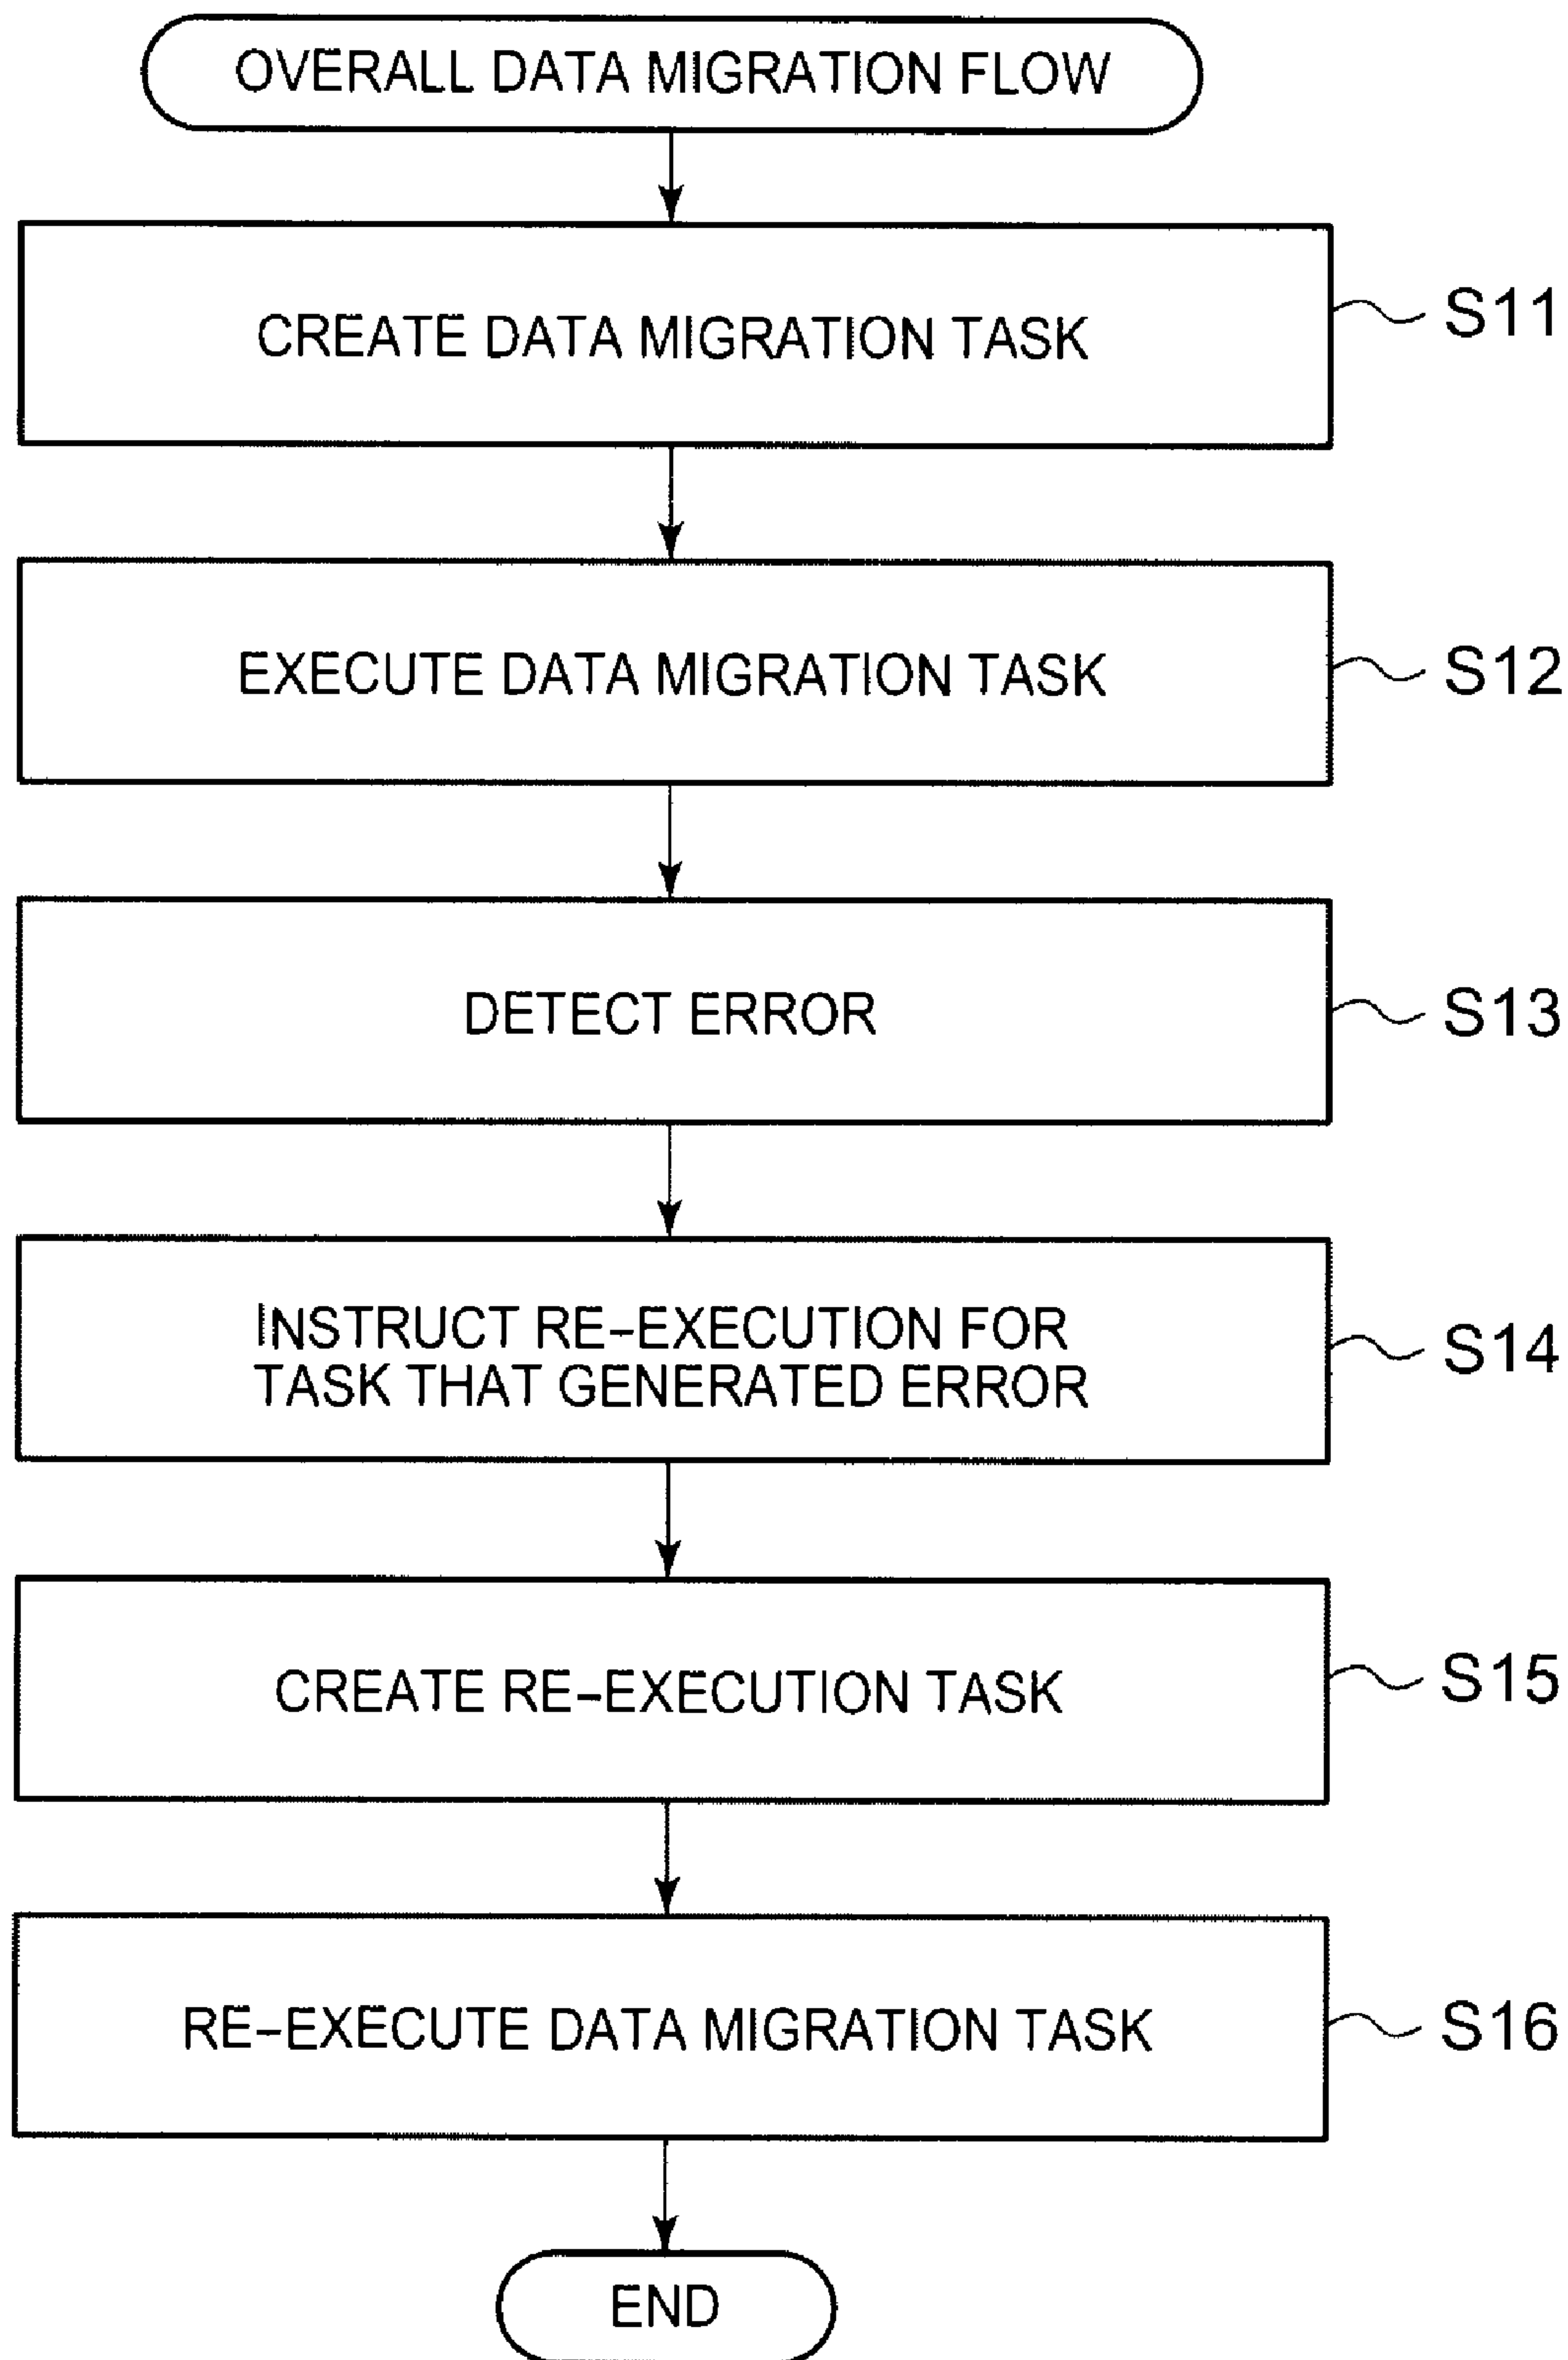 OVERALL DATA MIGRATION FLOW
CREATE DATA MIGRATION TASK
S11
EXECUTE DATA MIGRATION TASK
S12
DETECT ERROR
S13
INSTRUCT RE-EXECUTION FOR
TASK THAT GENERATED ERROR
S14
CREATE RE-EXECUTION TASK
S15
RE-EXECUTE DATA MIGRATION TASK
S16
END